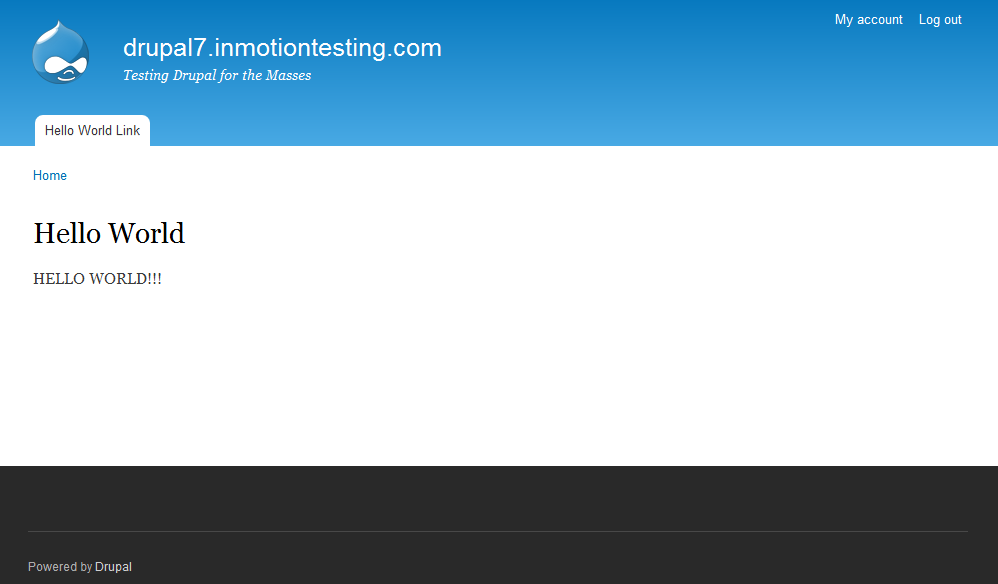 My account Log out
drupal7.inmotiontesting.com
Testing Drupal for the Masses
Hello World Link
Home
Hello World
HELLO WORLD!!!
Powered by Drupal